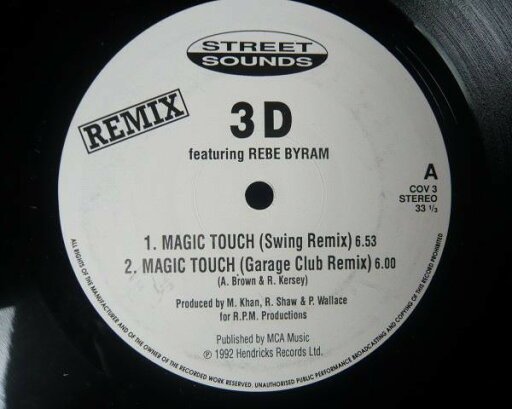 STREET
SOUNDS
REMIX
3 D
featuring REBE BYRAM
A
COV 3
STEREO
33 1/3
1. MAGIC TOUCH (Swing Remix) 6.53
2. MAGIC TOUCH (Garage Club Remix) 6.00
(A. Brown & R. Kersey)
Produced by M. Khan, R. Shaw & P. Wallace
for R.P.M. Productions
Published by MCA Music
℗ 1992 Hendricks Records Ltd.
ALL RIGHTS OF THE MANUFACTURER AND OF THE OWNER OF THE RECORDED WORK RESERVED. UNAUTHORISED PUBLIC PERFORMANCE BROADCASTING AND COPYING OF THE RECORD PROHIBITED